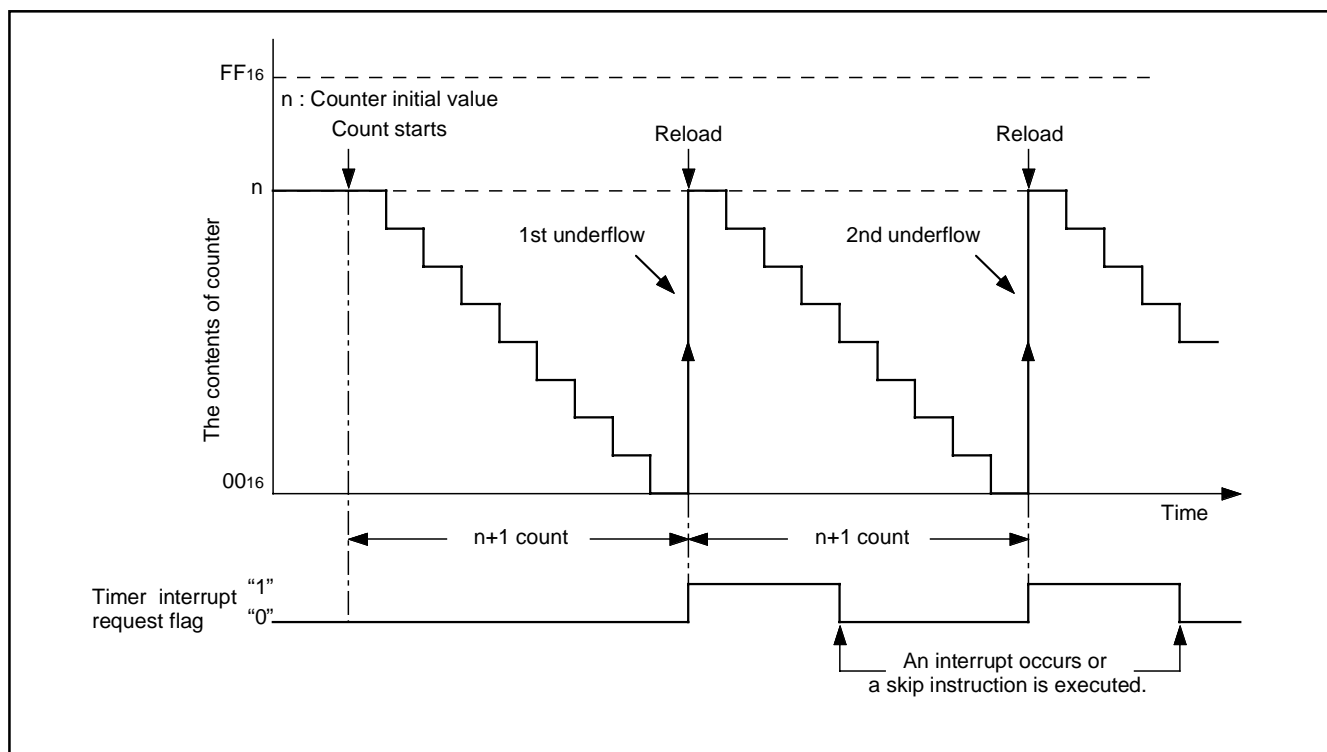 FF16
n : Counter initial value
Count starts
Reload
Reload
n
1st underflow
2nd underflow
The contents of counter
0016
Time
n+1 count
n+1 count
Timer interrupt
request flag
“1”
“0”
An interrupt occurs or
a skip instruction is executed.